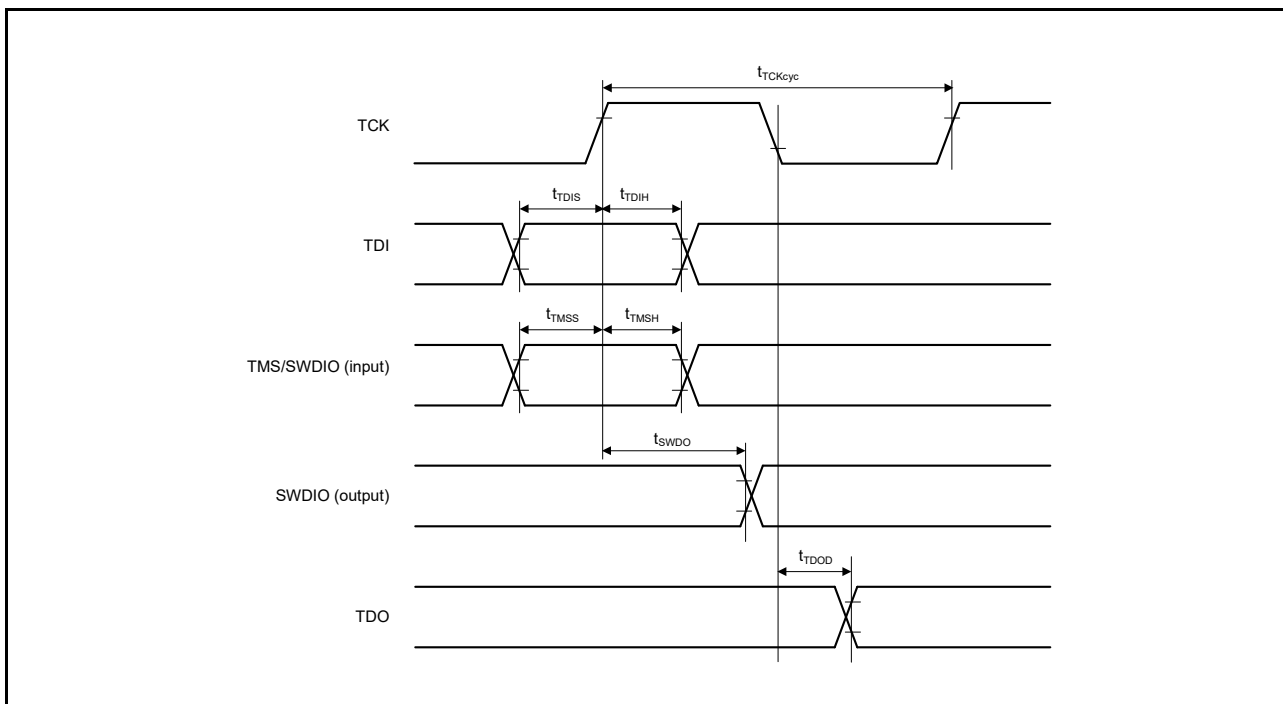 tTCKcyc
TCK
tTDIS
tTDIH
TDI
tTMSS
tTMSH
TMS/SWDIO (input)
tSWDO
SWDIO (output)
tTDOD
TDO